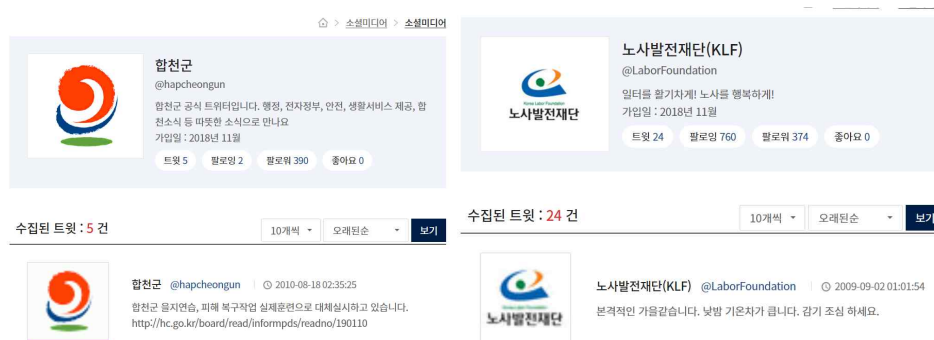 소셜미디어 > 소셜미디어
합천군
@hapcheongun
합천군 공식 트위터입니다. 행정, 전자정부, 안전, 생활서비스 제공, 합
천소식 등 따뜻한 소식으로 만나요
가입일 : 2018년 11월
트윗 5 팔로잉 2 팔로워 390 좋아요 0
수집된 트윗 : 5 건
10개씩 오래된순 보기
합천군 @hapcheongun 2010-08-18 02:35:25
합천군 을지연습, 피해 복구작업 실제훈련으로 대체실시하고 있습니다.
http://hc.go.kr/board/read/informpds/readno/190110
노사발전재단(KLF)
@LaborFoundation
일터를 활기차게! 노사를 행복하게!
가입일 : 2018년 11월
트윗 24 팔로잉 760 팔로워 374 좋아요 0
Korea Labor Foundation
노사발전재단
수집된 트윗 : 24 건
10개씩 오래된순 보기
노사발전재단(KLF) @LaborFoundation 2009-09-02 01:01:54
본격적인 가을같습니다. 낮밤 기온차가 큽니다. 감기 조심 하세요.
노사발전재단